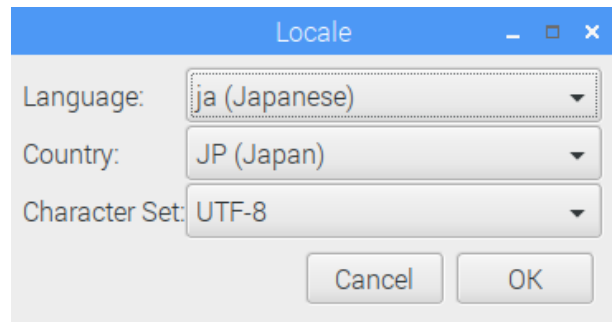 Locale
Language: ja (Japanese)
Country: JP (Japan)
Character Set: UTF-8
Cancel OK